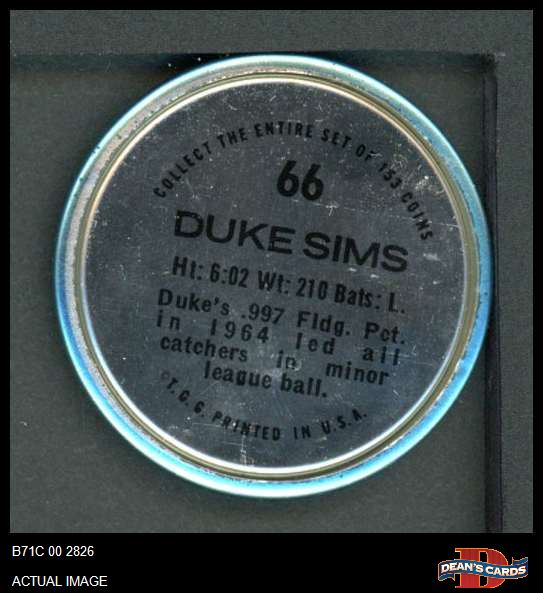 COLLECT THE ENTIRE SET OF 153 COINS
66
DUKE SIMS
Ht: 6:02 Wt: 210 Bats: L.
Duke's .997 Fldg. Pct.
in 1964 led all
catchers in minor
league ball.
©T.C.G. PRINTED IN U.S.A.
B71C 00 2826
ACTUAL IMAGE
D
DEAN'S CARDS